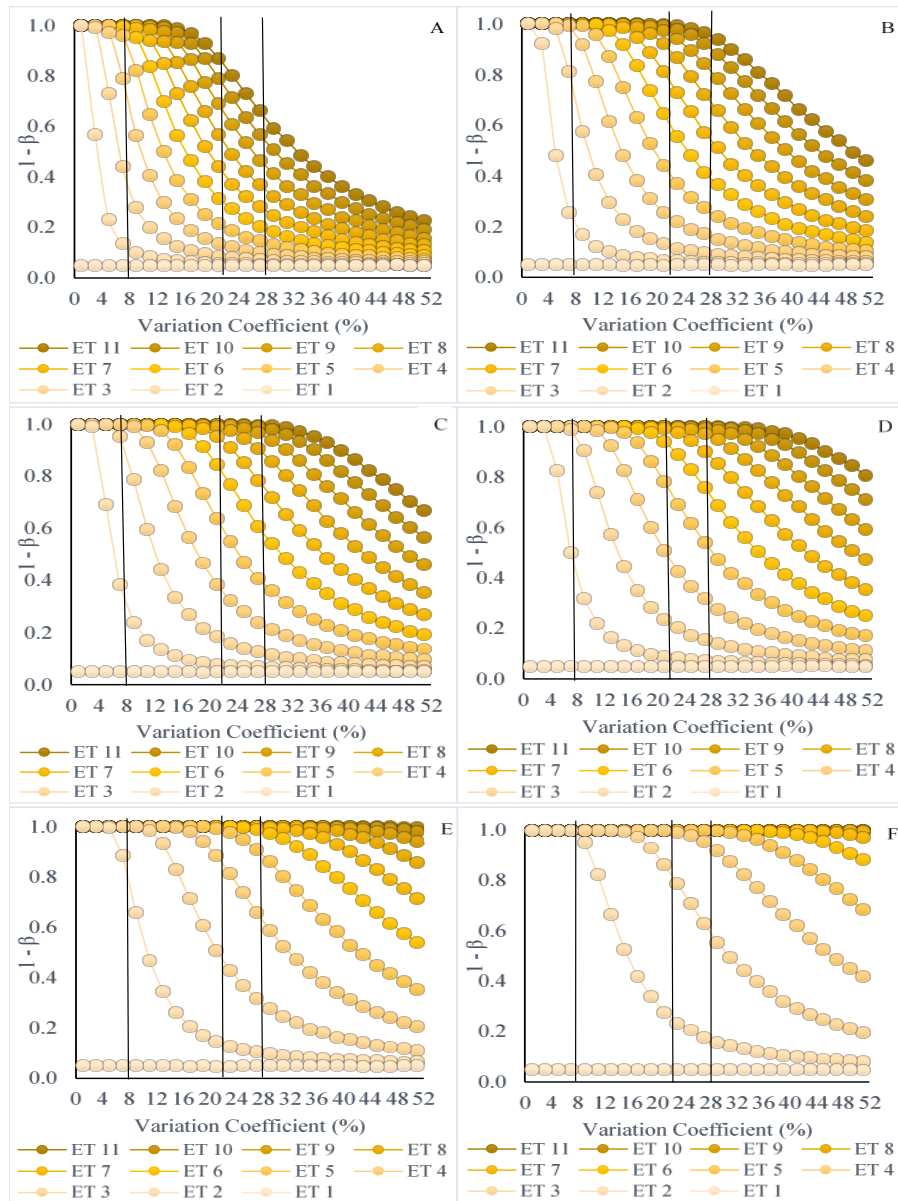 A
1.0
0.8
0.6
0.4
0.2
0.0
1 - β
0 4 8 12 16 20 24 28 32 36 40 44 48 52
Variation Coefficient (%)
ET 11 ET 10 ET 9 ET 8
ET 7 ET 6 ET 5 ET 4
ET 3 ET 2 ET 1
B
1.0
0.8
0.6
0.4
0.2
0.0
1 - β
0 4 8 12 16 20 24 28 32 36 40 44 48 52
Variation Coefficient (%)
ET 11 ET 10 ET 9 ET 8
ET 7 ET 6 ET 5 ET 4
ET 3 ET 2 ET 1
C
1.0
0.8
0.6
0.4
0.2
0.0
1 - β
0 4 8 12 16 20 24 28 32 36 40 44 48 52
Variation Coefficient (%)
ET 11 ET 10 ET 9 ET 8
ET 7 ET 6 ET 5 ET 4
ET 3 ET 2 ET 1
D
1.0
0.8
0.6
0.4
0.2
0.0
1 - β
0 4 8 12 16 20 24 28 32 36 40 44 48 52
Variation Coefficient (%)
ET 11 ET 10 ET 9 ET 8
ET 7 ET 6 ET 5 ET 4
ET 3 ET 2 ET 1
E
1.0
0.8
0.6
0.4
0.2
0.0
1 - β
0 4 8 12 16 20 24 28 32 36 40 44 48 52
Variation Coefficient (%)
ET 11 ET 10 ET 9 ET 8
ET 7 ET 6 ET 5 ET 4
ET 3 ET 2 ET 1
F
1.0
0.8
0.6
0.4
0.2
0.0
1 - β
0 4 8 12 16 20 24 28 32 36 40 44 48 52
Variation Coefficient (%)
ET 11 ET 10 ET 9 ET 8
ET 7 ET 6 ET 5 ET 4
ET 3 ET 2 ET 1